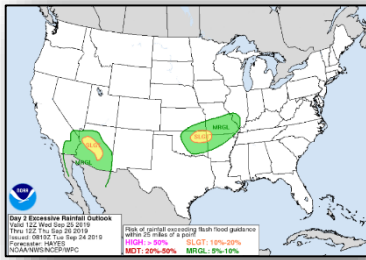 SLGT
MRGL
SLGT
MRGL
NOAA
Day 2 Excessive Rainfall Outlook
Valid 12Z Wed Sep 25 2019
Thru 12Z Thu Sep 26 2019
Issued: 0810Z Tue Sep 24 2019
Forecaster: HAYES
NOAA/NWS/NCEP/WPC
Risk of rainfall exceeding flash flood guidance
within 25 miles of a point
HIGH: > 50% SLGT: 10%-20%
MDT: 20%-50% MRGL: 5%-10%